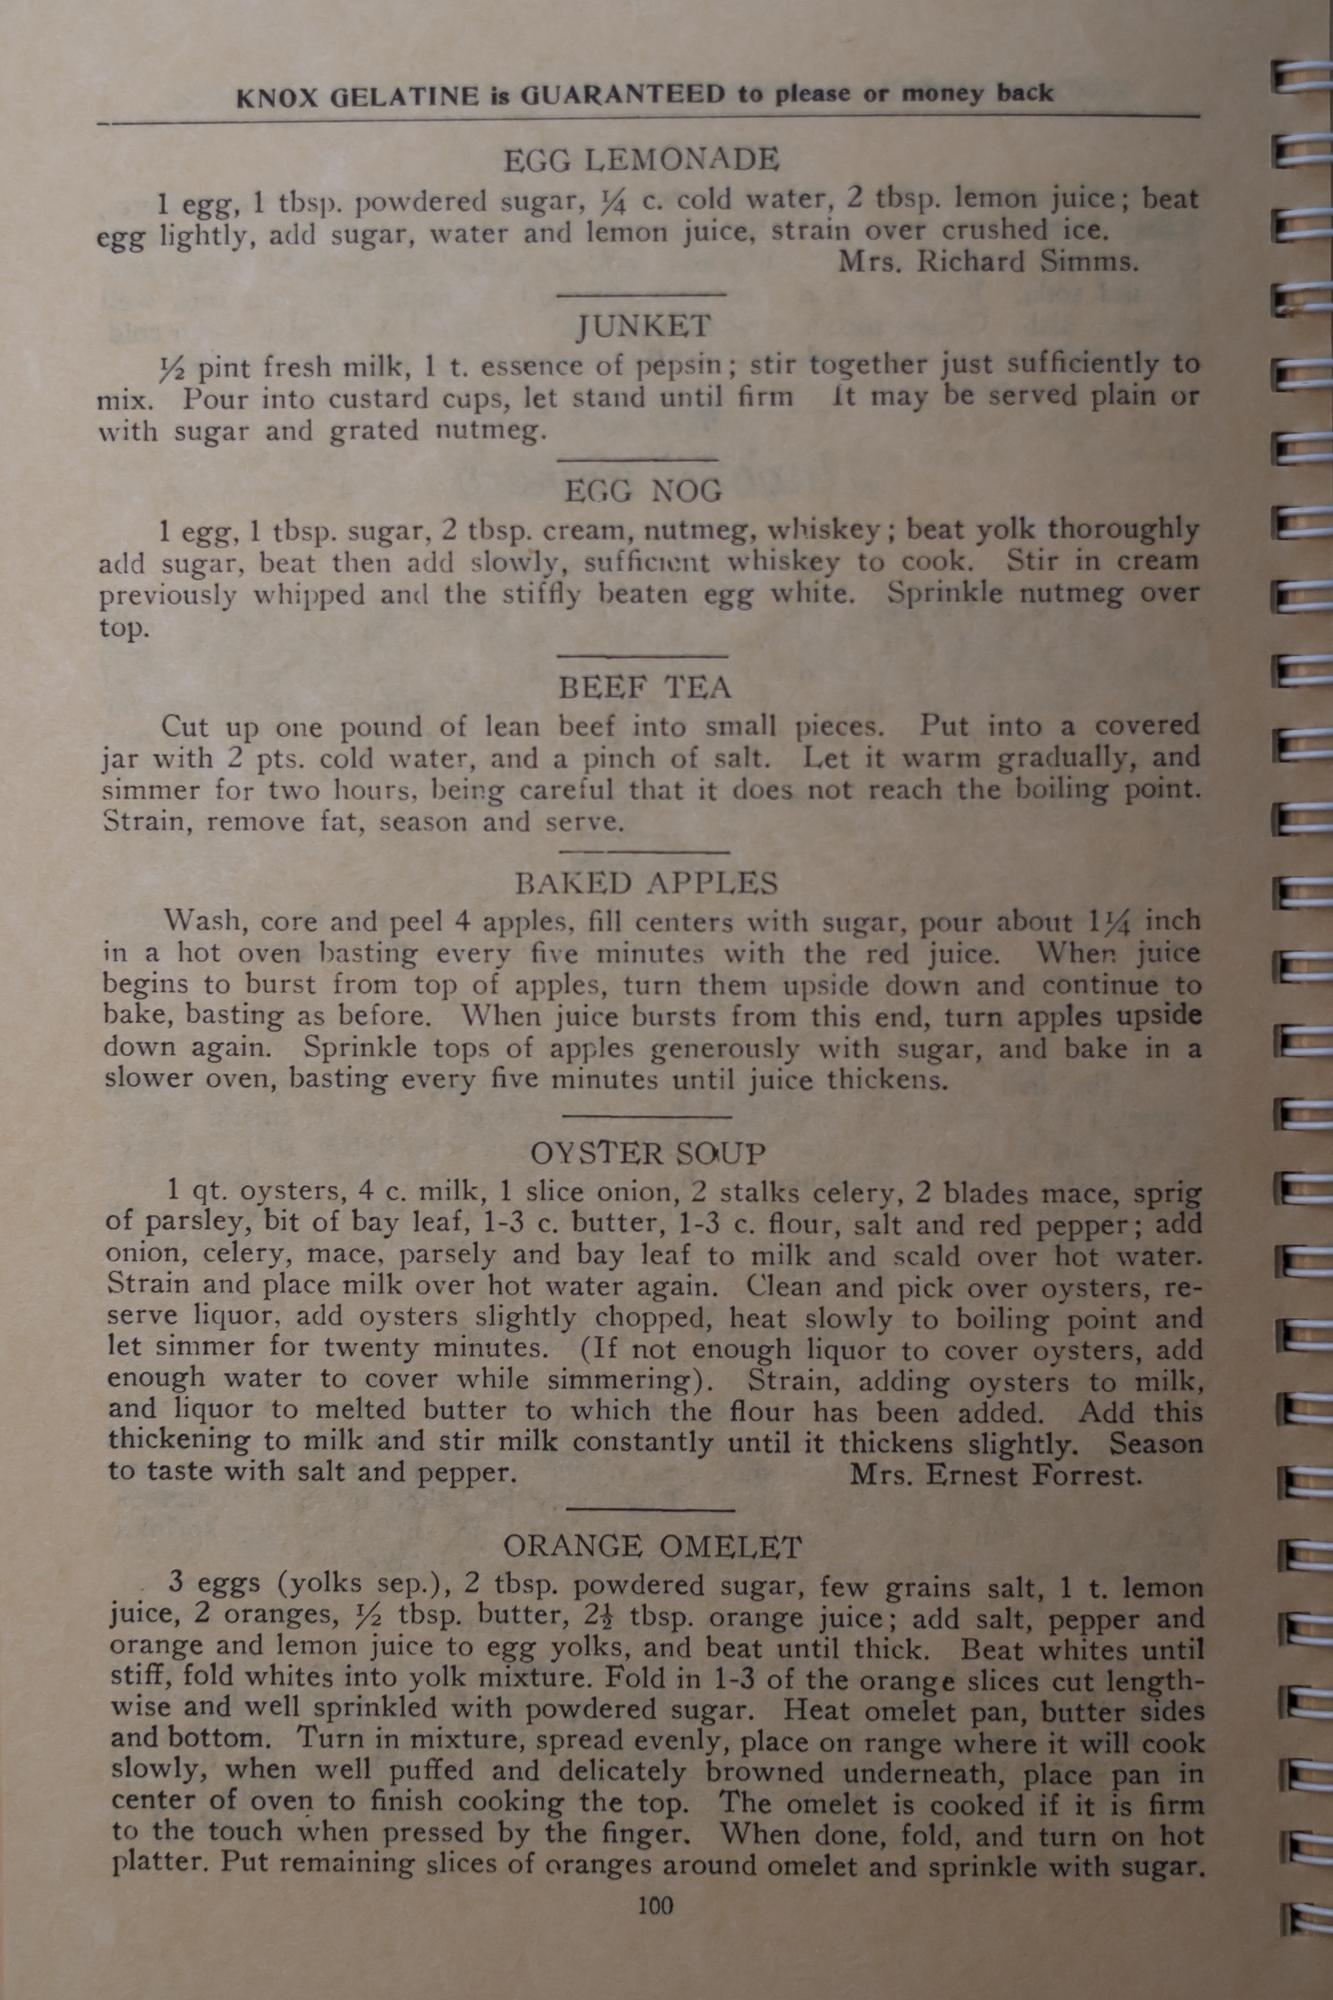 KNOX GELATINE is GUARANTEED to please or money back
EGG LEMONADE
1 egg, 1 tbsp. powdered sugar, ¼ c. cold water, 2 tbsp. lemon juice; beat
egg lightly, add sugar, water and lemon juice, strain over crushed ice.
Mrs. Richard Simms.
JUNKET
½ pint fresh milk, 1 t. essence of pepsin; stir together just sufficiently to
mix. Pour into custard cups, let stand until firm It may be served plain or
with sugar and grated nutmeg.
EGG NOG
1 egg, 1 tbsp. sugar, 2 tbsp. cream, nutmeg, whiskey; beat yolk thoroughly
add sugar, beat then add slowly, sufficient whiskey to cook. Stir in cream
previously whipped and the stiffly beaten egg white. Sprinkle nutmeg over
top.
BEEF TEA
Cut up one pound of lean beef into small pieces. Put into a covered
jar with 2 pts. cold water, and a pinch of salt. Let it warm gradually, and
simmer for two hours, being careful that it does not reach the boiling point.
Strain, remove fat, season and serve.
BAKED APPLES
Wash, core and peel 4 apples, fill centers with sugar, pour about 1¼ inch
in a hot oven basting every five minutes with the red juice. When juice
begins to burst from top of apples, turn them upside down and continue to
bake, basting as before. When juice bursts from this end, turn apples upside
down again. Sprinkle tops of apples generously with sugar, and bake in a
slower oven, basting every five minutes until juice thickens.
OYSTER SOUP
1 qt. oysters, 4 c. milk, 1 slice onion, 2 stalks celery, 2 blades mace, sprig
of parsley, bit of bay leaf, 1-3 c. butter, 1-3 c. flour, salt and red pepper; add
onion, celery, mace, parsely and bay leaf to milk and scald over hot water.
Strain and place milk over hot water again. Clean and pick over oysters, re-
serve liquor, add oysters slightly chopped, heat slowly to boiling point and
let simmer for twenty minutes. (If not enough liquor to cover oysters, add
enough water to cover while simmering). Strain, adding oysters to milk,
and liquor to melted butter to which the flour has been added. Add this
thickening to milk and stir milk constantly until it thickens slightly. Season
to taste with salt and pepper. Mrs. Ernest Forrest.
ORANGE OMELET
3 eggs (yolks sep.), 2 tbsp. powdered sugar, few grains salt, 1 t. lemon
juice, 2 oranges, ½ tbsp. butter, 2½ tbsp. orange juice; add salt, pepper and
orange and lemon juice to egg yolks, and beat until thick. Beat whites until
stiff, fold whites into yolk mixture. Fold in 1-3 of the orange slices cut length-
wise and well sprinkled with powdered sugar. Heat omelet pan, butter sides
and bottom. Turn in mixture, spread evenly, place on range where it will cook
slowly, when well puffed and delicately browned underneath, place pan in
center of oven to finish cooking the top. The omelet is cooked if it is firm
to the touch when pressed by the finger. When done, fold, and turn on hot
platter. Put remaining slices of oranges around omelet and sprinkle with sugar.
100